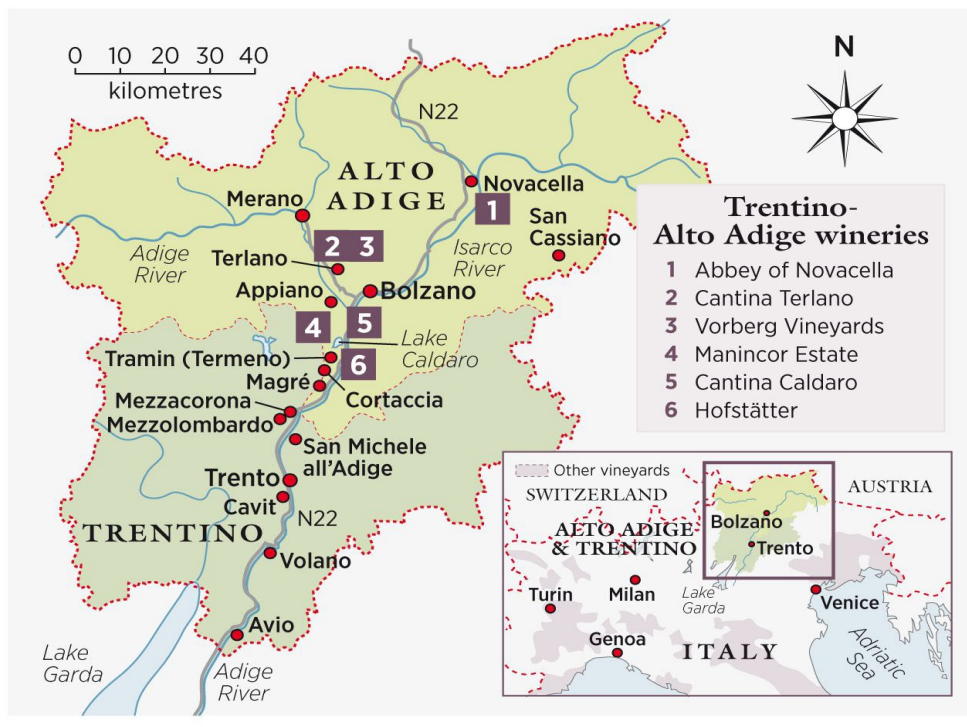 0 10 20 30 40
kilometres
N
N22
ALTO
ADIGE
Merano
Novacella
1
San
Cassiano
Adige
River
Isarco
River
2 3
Terlano
Appiano
Bolzano
4
5
Lake
Caldaro
Tramin (Termeno)
6
Magré
Cortaccia
Mezzacorona
Mezzolombardo
San Michele
all'Adige
Trento
Cavit
N22
TRENTINO
Volano
Avio
Lake
Garda
Adige
River
Trentino-
Alto Adige wineries
1 Abbey of Novacella
2 Cantina Terlano
3 Vorberg Vineyards
4 Manincor Estate
5 Cantina Caldaro
6 Hofstätter
Other vineyards
SWITZERLAND
AUSTRIA
ALTO ADIGE
& TRENTINO
Bolzano
Trento
Turin
Milan
Lake
Garda
Venice
Genoa
ITALY
Adriatic
Sea